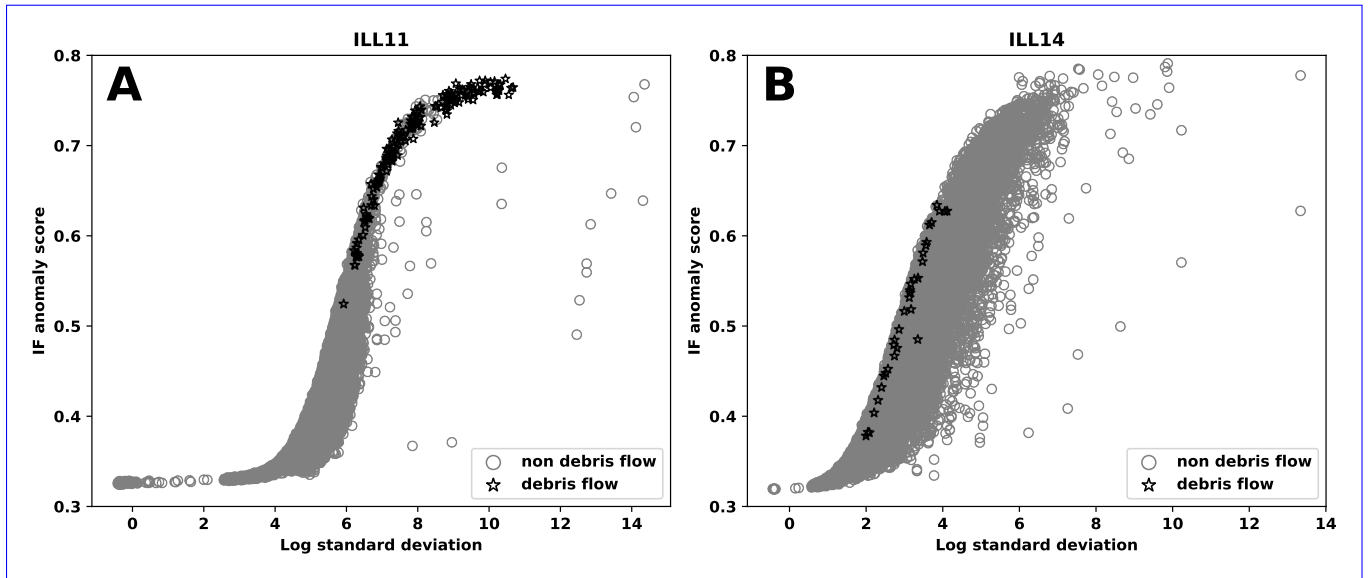 ILL11
A
0.8
0.7
0.6
0.5
0.4
0.3
IF anomaly score
0 2 4 6 8 10 12 14
Log standard deviation
non debris flow
debris flow
ILL14
B
0.8
0.7
0.6
0.5
0.4
0.3
IF anomaly score
0 2 4 6 8 10 12 14
Log standard deviation
non debris flow
debris flow